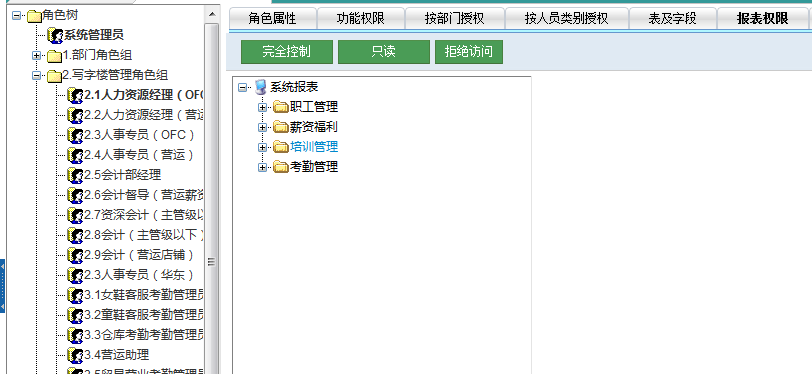 角色树
系统管理员
1.部门角色组
2.写字楼管理角色组
2.1人力资源经理（OFC
2.2人力资源经理（营运
2.3人事专员（OFC）
2.4人事专员（营运）
2.5会计部经理
2.6会计督导（营运薪资
2.7资深会计（主管级以
2.8会计（主管级以下）
2.9会计（营运店铺）
2.3人事专员（华东）
3.1女鞋客服考勤管理员
3.2童鞋客服考勤管理员
3.3仓库考勤考勤管理员
3.4营运助理
角色属性 功能权限 按部门授权 按人员类别授权 表及字段 报表权限
完全控制 只读 拒绝访问
系统报表
职工管理
薪资福利
培训管理
考勤管理